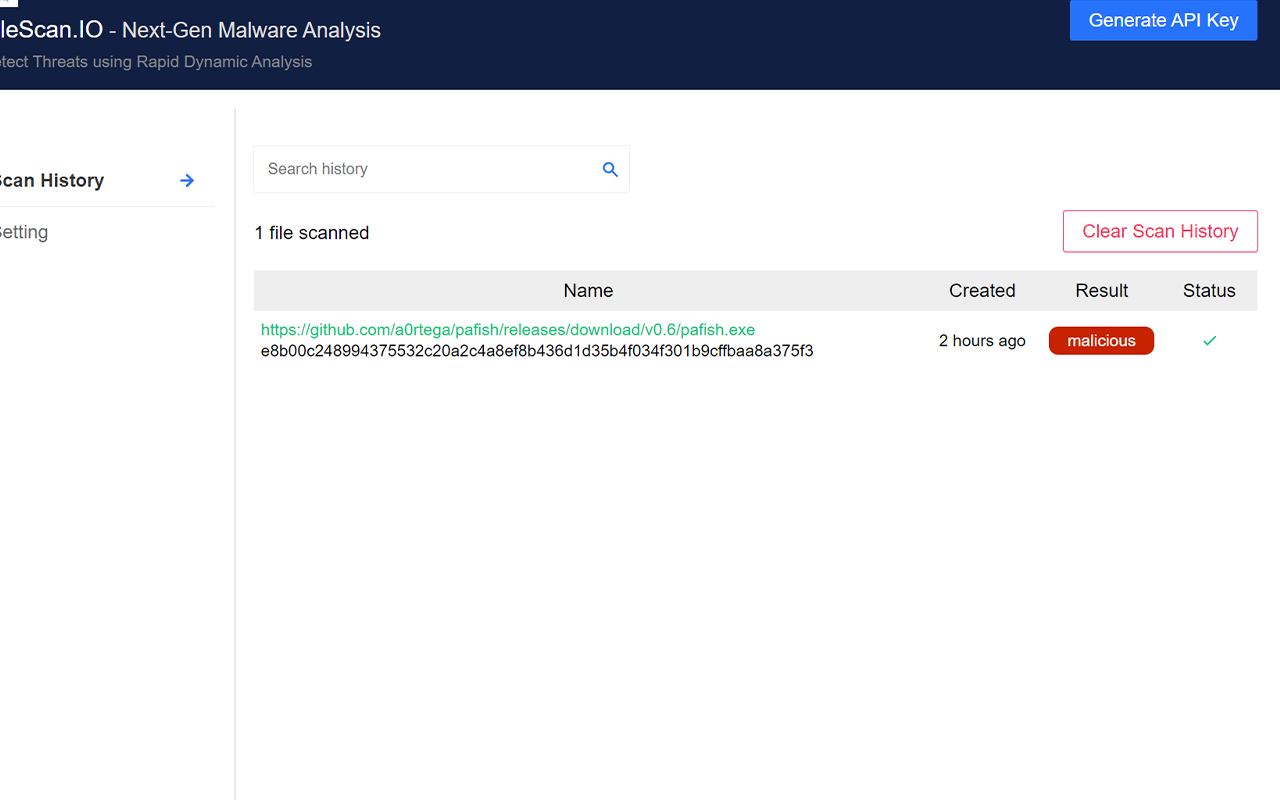 leScan.IO - Next-Gen Malware Analysis
Generate API Key
tect Threats using Rapid Dynamic Analysis
Search history
Scan History
Setting
1 file scanned
Clear Scan History
Name Created Result Status
https://github.com/a0rtega/pafish/releases/download/v0.6/pafish.exe
e8b00c248994375532c20a2c4a8ef8b436d1d35b4f034f301b9cffbaa8a375f3
2 hours ago
malicious